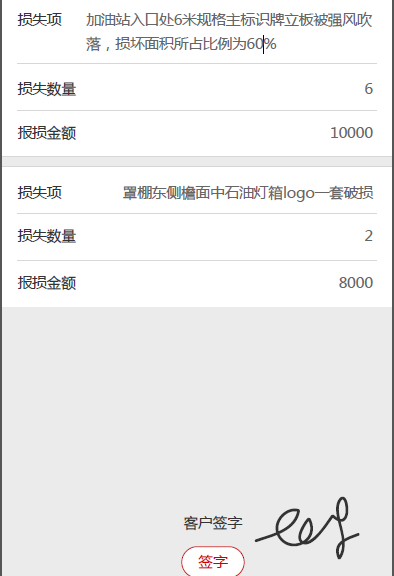 损失项 加油站入口处6米规格主标识牌立板被强风吹
落，损坏面积所占比例为60%
损失数量 6
报损金额 10000
损失项 罩棚东侧檐面中石油灯箱logo一套破损
损失数量 2
报损金额 8000
客户签字
签字